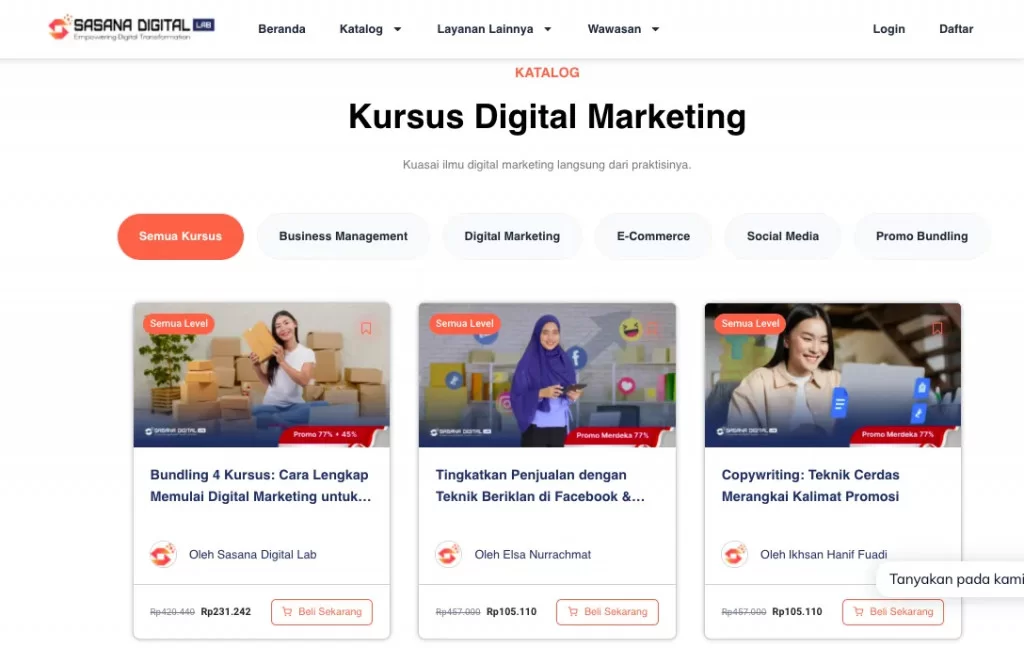 SASANA DIGITAL LAB
Empowering Digital Transformation
Beranda
Katalog
Layanan Lainnya
Wawasan
Login
Daftar
KATALOG
Kursus Digital Marketing
Kuasai ilmu digital marketing langsung dari praktisinya.
Semua Kursus
Business Management
Digital Marketing
E-Commerce
Social Media
Promo Bundling
Semua Level
SASANA DIGITAL LAB
Promo 77% + 45%
Bundling 4 Kursus: Cara Lengkap
Memulai Digital Marketing untuk...
Oleh Sasana Digital Lab
Rp420.440 Rp231.242
Beli Sekarang
Semua Level
SASANA DIGITAL LAB
Promo Merdeka 77%
Tingkatkan Penjualan dengan
Teknik Beriklan di Facebook &...
Oleh Elsa Nurrachmat
Rp457.000 Rp105.110
Beli Sekarang
Semua Level
SASANA DIGITAL LAB
Promo Merdeka 77%
Copywriting: Teknik Cerdas
Merangkai Kalimat Promosi
Oleh Ikhsan Hanif Fuadi
Rp457.000 Rp105.110
Beli Sekarang
Tanyakan pada kami